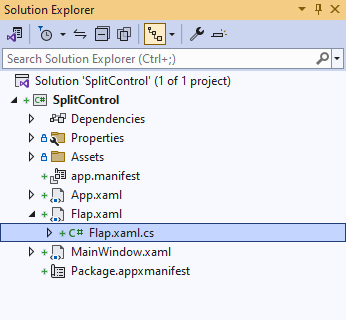 Solution Explorer
Search Solution Explorer (Ctrl+;)
Solution 'SplitControl' (1 of 1 project)
SplitControl
Dependencies
Properties
Assets
app.manifest
App.xaml
Flap.xaml
C# Flap.xaml.cs
MainWindow.xaml
Package.appxmanifest